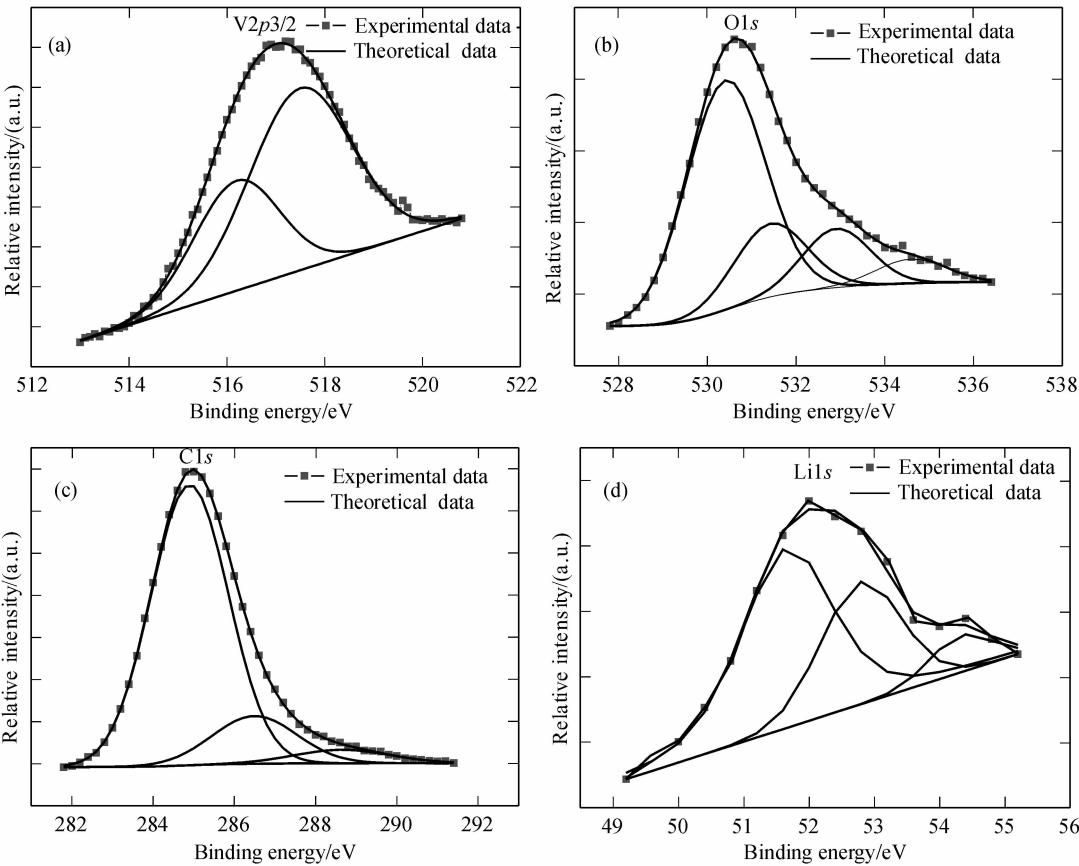 (a)
V2p3/2
Experimental data
Theoretical data
Relative intensity/(a.u.)
512 514 516 518 520 522
Binding energy/eV
(b)
O1s
Experimental data
Theoretical data
Relative intensity/(a.u.)
528 530 532 534 536 538
Binding energy/eV
(c)
C1s
Experimental data
Theoretical data
Relative intensity/(a.u.)
282 284 286 288 290 292
Binding energy/eV
(d)
Li1s
Experimental data
Theoretical data
Relative intensity/(a.u.)
49 50 51 52 53 54 55 56
Binding energy/eV